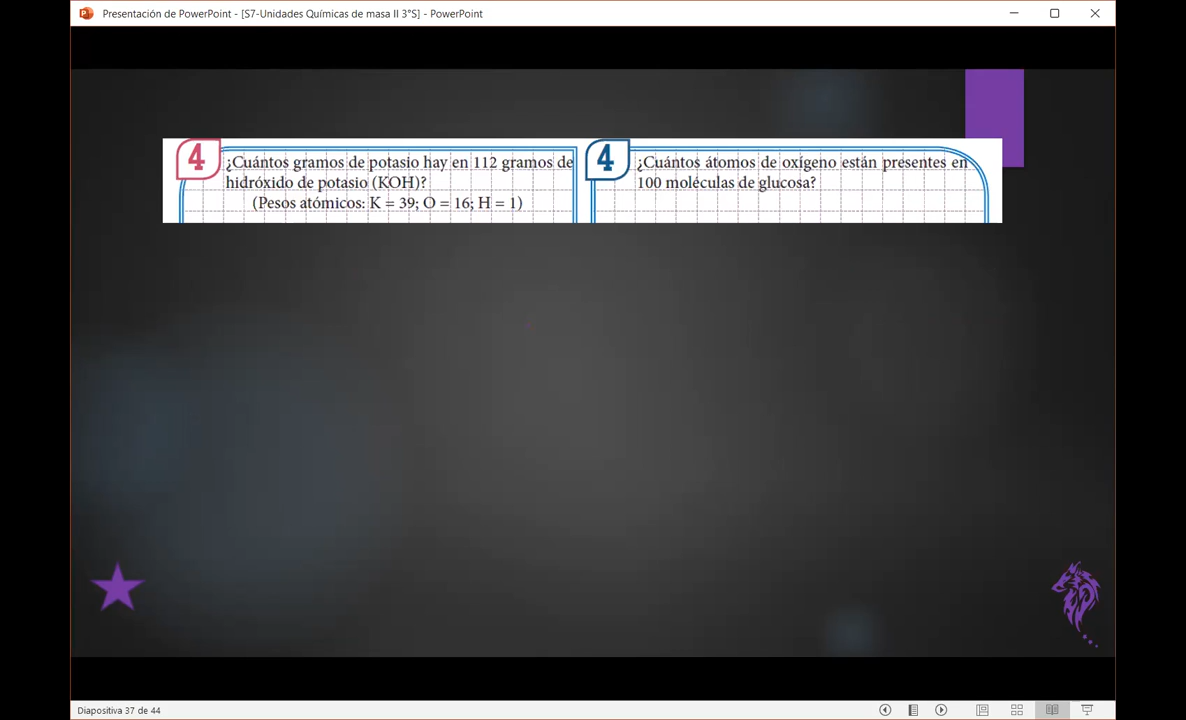 Presentación de PowerPoint - [S7-Unidades Químicas de masa II 3°S] - PowerPoint
4
¿Cuántos gramos de potasio hay en 112 gramos de
hidróxido de potasio (KOH)?
(Pesos atómicos: K = 39; O = 16; H = 1)
4
¿Cuántos átomos de oxígeno están presentes en
100 moléculas de glucosa?
Diapositiva 37 de 44